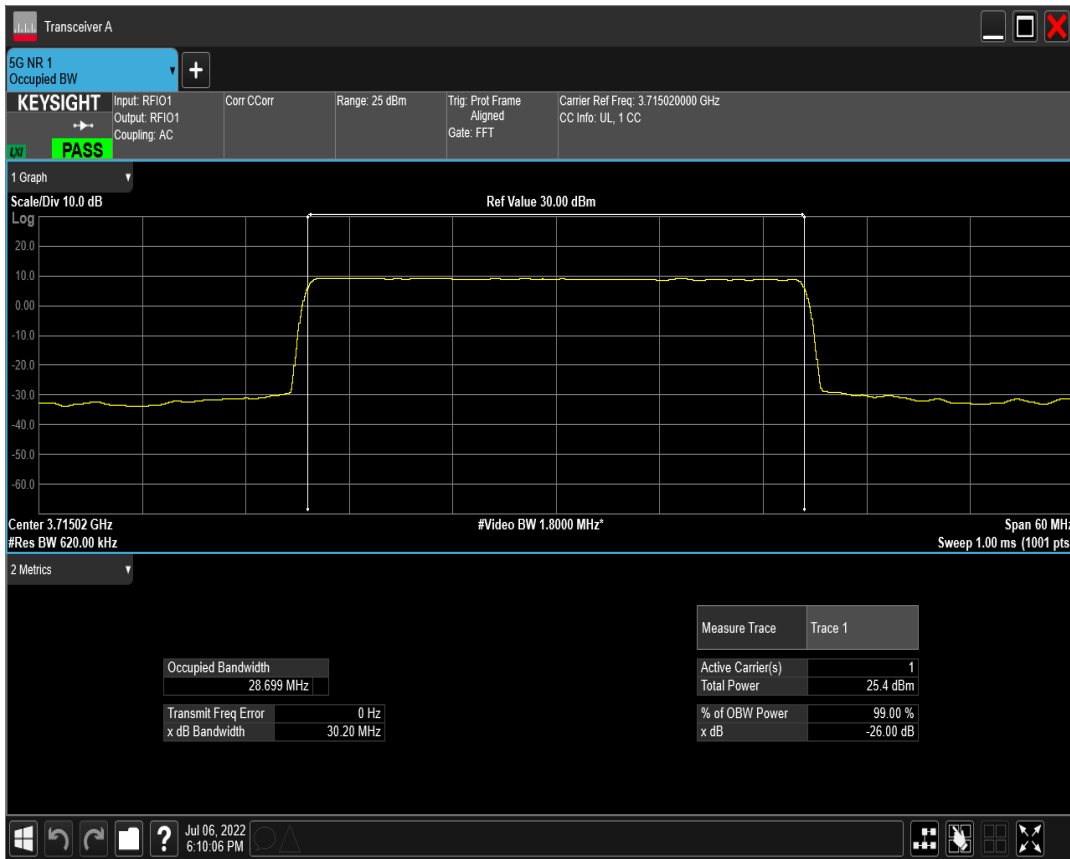 Transceiver A
5G NR 1
Occupied BW
KEYSIGHT
LXI
PASS
Input: RFIO1
Output: RFIO1
Coupling: AC
Corr CCorr
Range: 25 dBm
Trig: Prot Frame
Aligned
Gate: FFT
Carrier Ref Freq: 3.715020000 GHz
CC Info: UL, 1 CC
1 Graph
Scale/Div 10.0 dB
Ref Value 30.00 dBm
Log
20.0
10.0
0.00
-10.0
-20.0
-30.0
-40.0
-50.0
-60.0
Center 3.71502 GHz
#Video BW 1.8000 MHz*
Span 60 MHz
#Res BW 620.00 kHz
Sweep 1.00 ms (1001 pts
2 Metrics
Measure Trace Trace 1
Occupied Bandwidth
28.699 MHz
Active Carrier(s) 1
Total Power 25.4 dBm
Transmit Freq Error 0 Hz
x dB Bandwidth 30.20 MHz
% of OBW Power 99.00 %
x dB -26.00 dB
?
Jul 06, 2022
6:10:06 PM